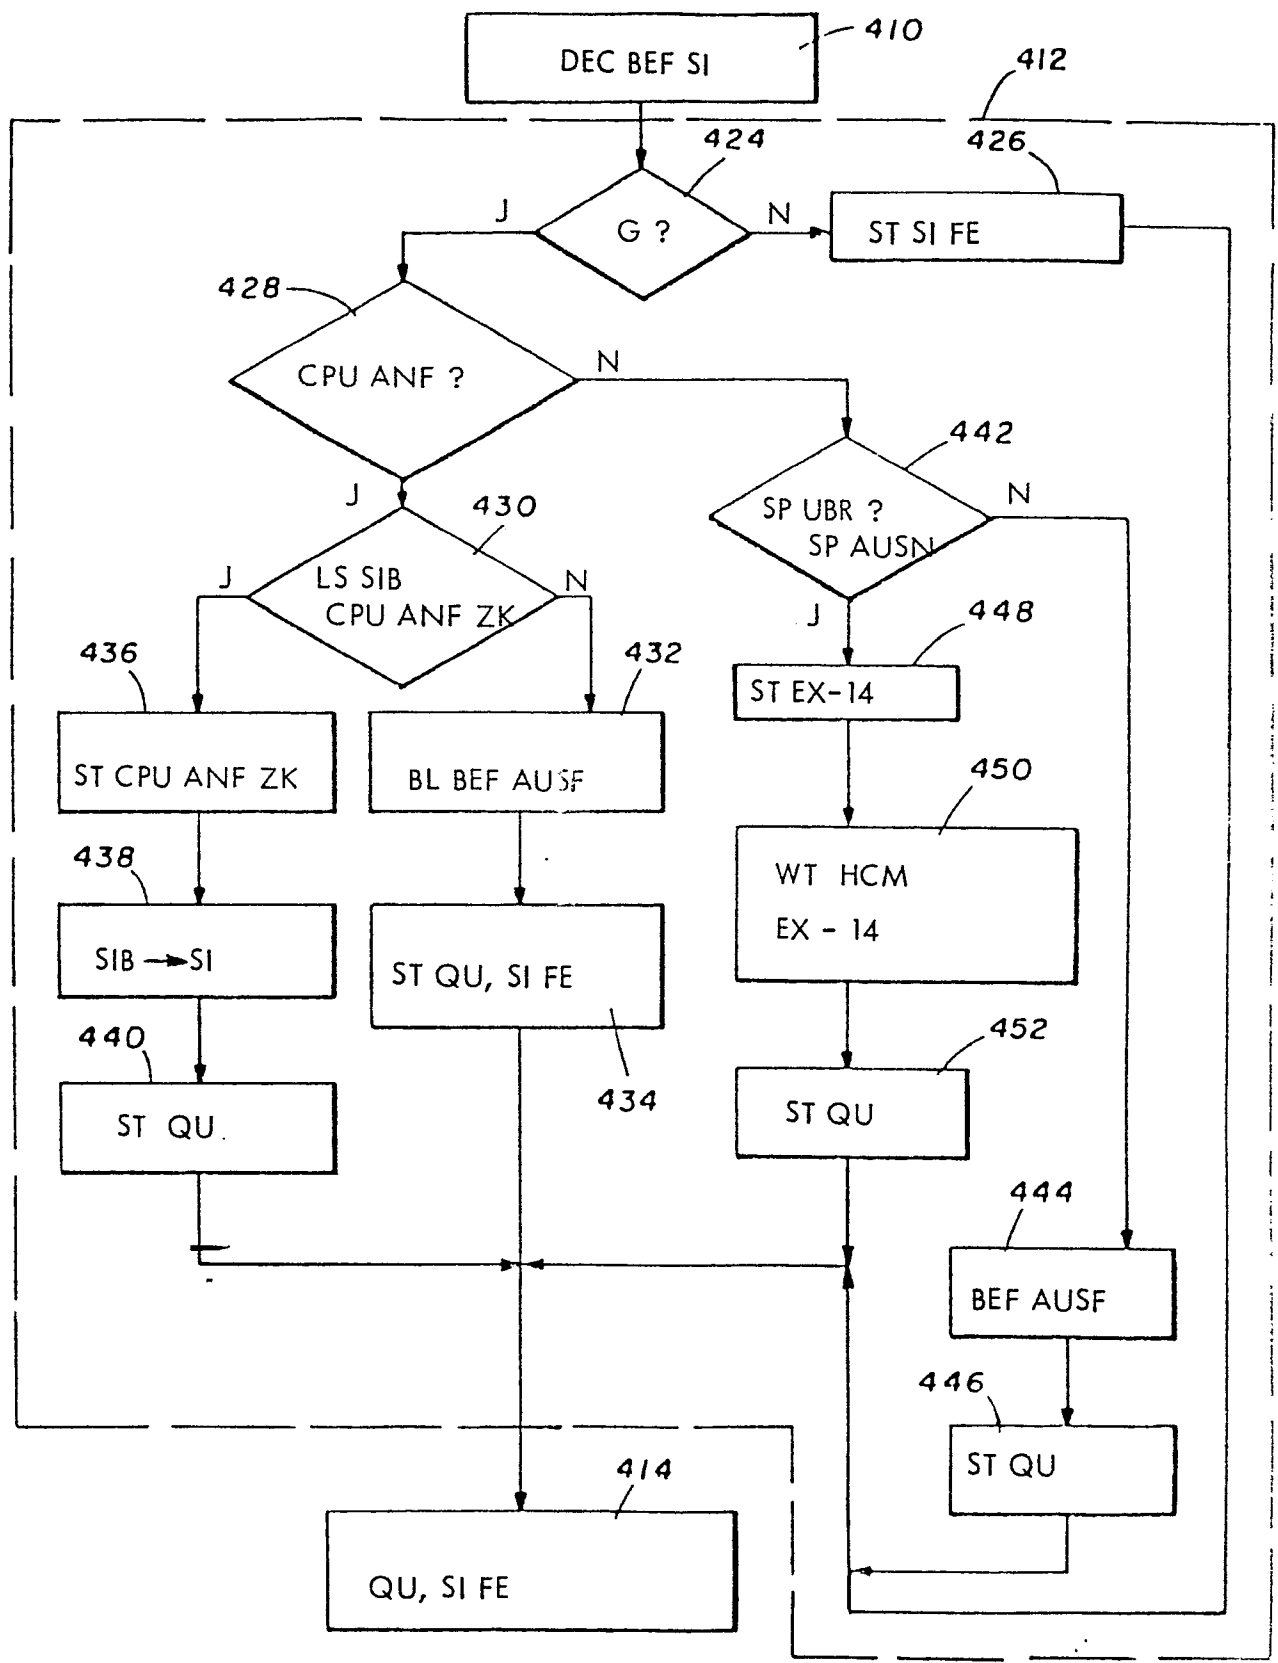 DEC BEF SI
410
412
424
426
J
G ?
N
ST SI FE
428
CPU ANF ?
N
442
J
430
SP UBR ?
SP AUSN
N
J
LS SIB
CPU ANF ZK
N
J
448
436
432
ST EX-14
ST CPU ANF ZK
BL BEF AUSF
450
438
WT HCM
EX - 14
SIB → SI
ST QU, SI FE
440
434
452
ST QU
ST QU
444
BEF AUSF
446
ST QU
414
QU, SI FE